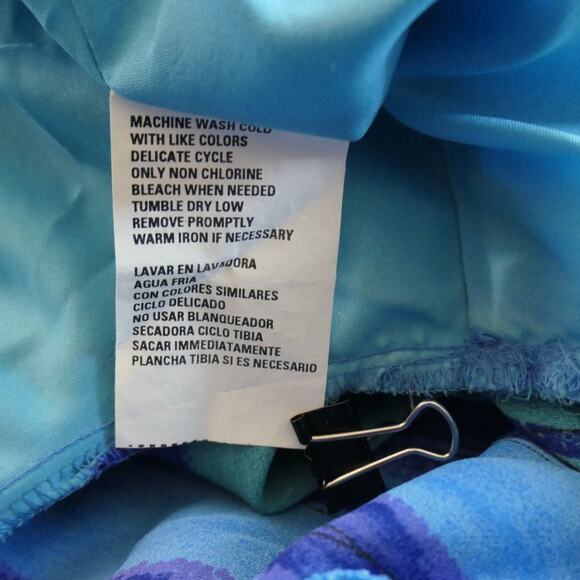 MACHINE WASH COLD
WITH LIKE COLORS
DELICATE CYCLE
ONLY NON CHLORINE
BLEACH WHEN NEEDED
TUMBLE DRY LOW
REMOVE PROMPTLY
WARM IRON IF NECESSARY
LAVAR EN LAVADORA
AGUA FRIA
CON COLORES SIMILARES
CICLO DELICADO
NO USAR BLANQUEADOR
SECADORA CICLO TIBIA
SACAR IMMEDIATAMENTE
PLANCHA TIBIA SI ES NECESARIO